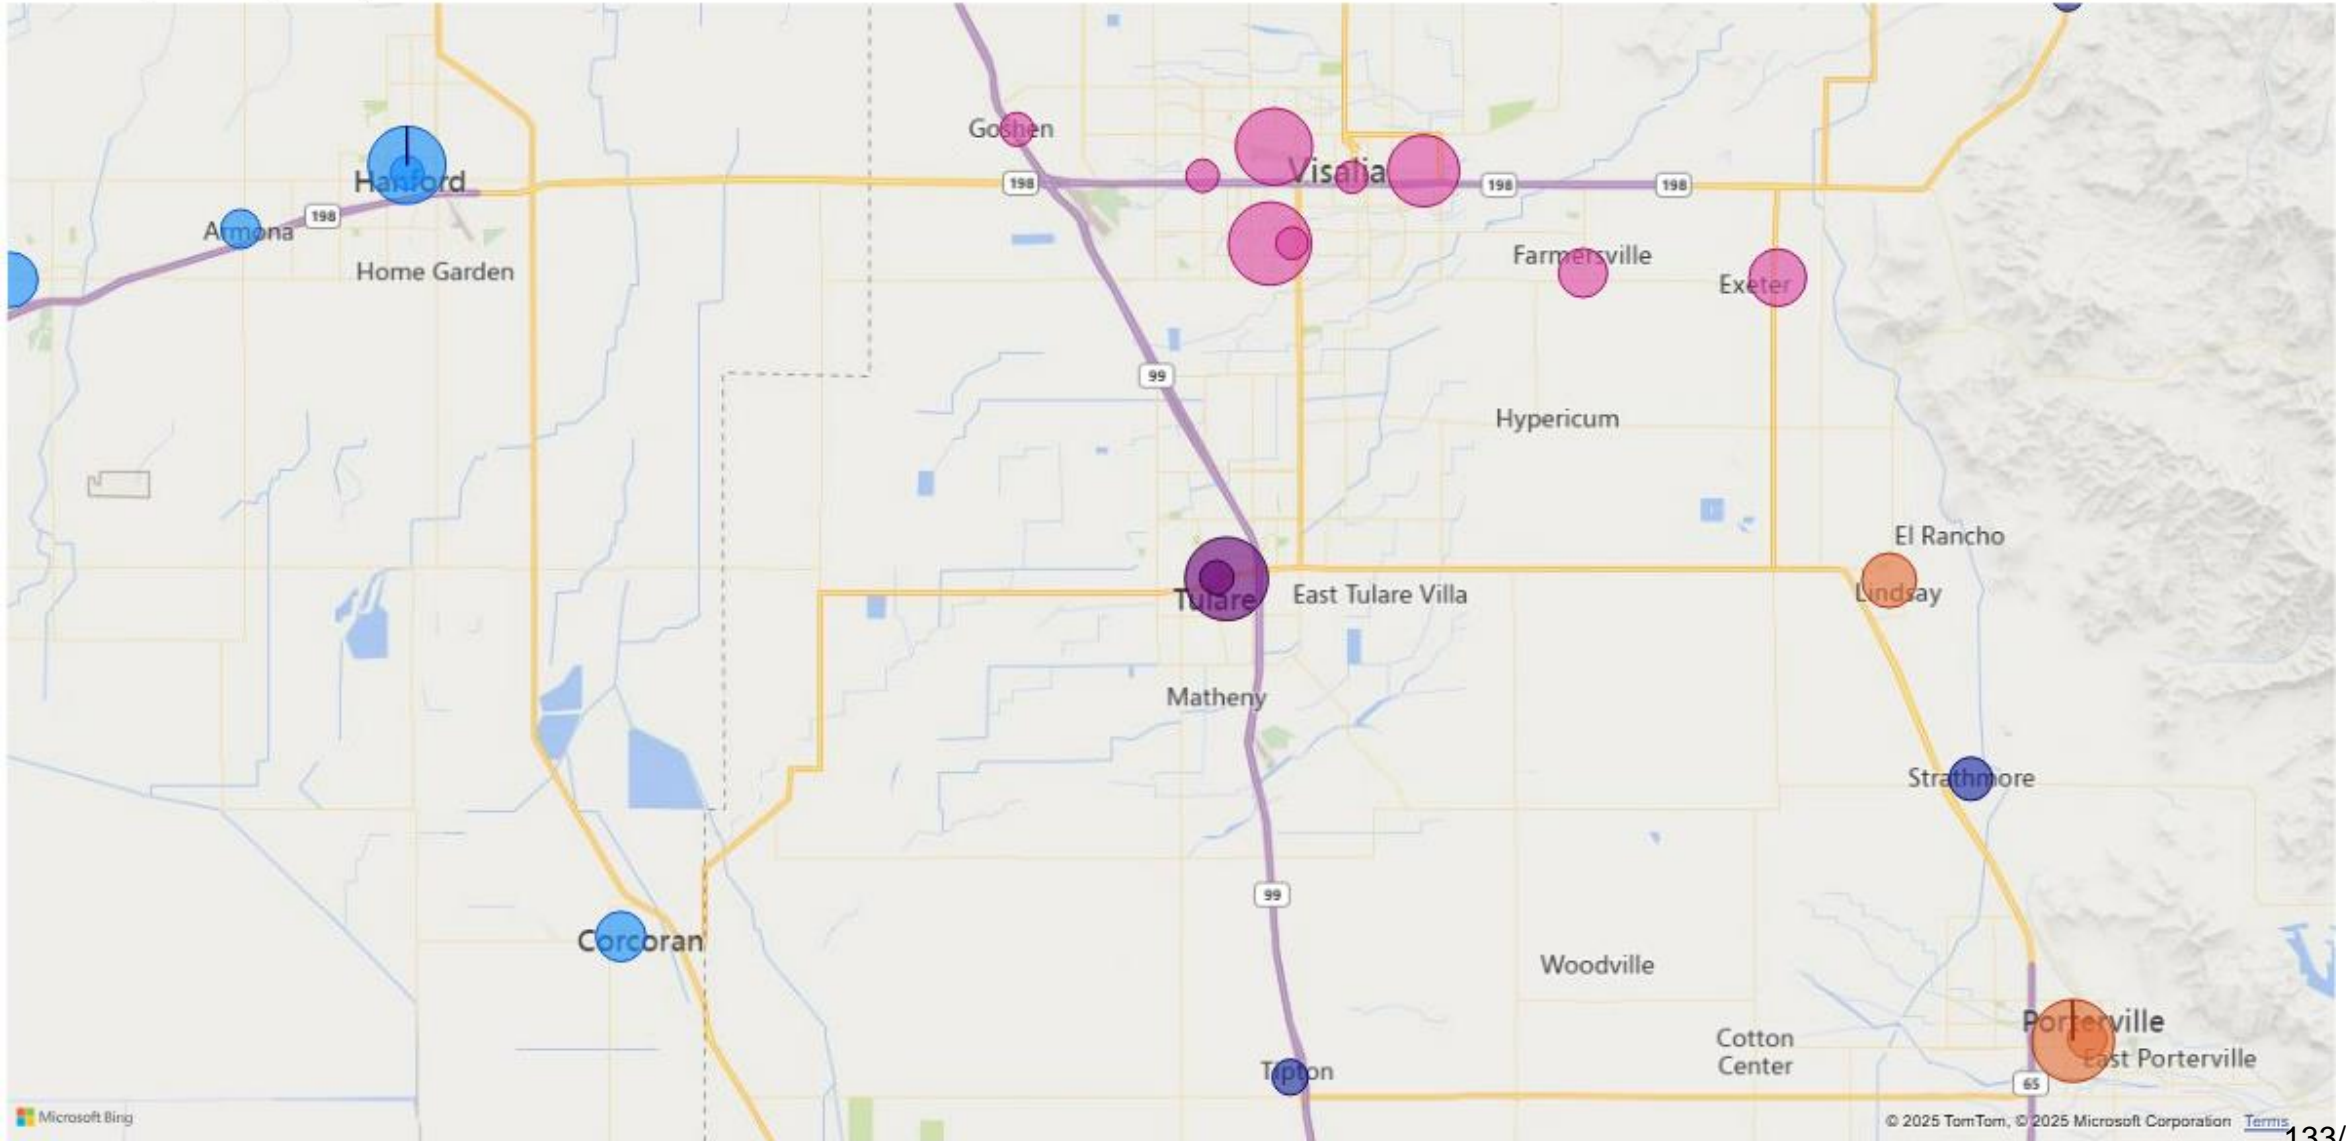 Goshen
Visalia
198
198
198
Hanford
198
Armona
Home Garden
Farmersville
Exeter
99
Hypericum
El Rancho
Lindsay
Tulare
East Tulare Villa
Matheny
Strathmore
99
Corcoran
Woodville
Porterville
Cotton
Center
East Porterville
Tipton
65
Microsoft Bing
© 2025 TomTom, © 2025 Microsoft Corporation Terms
133/